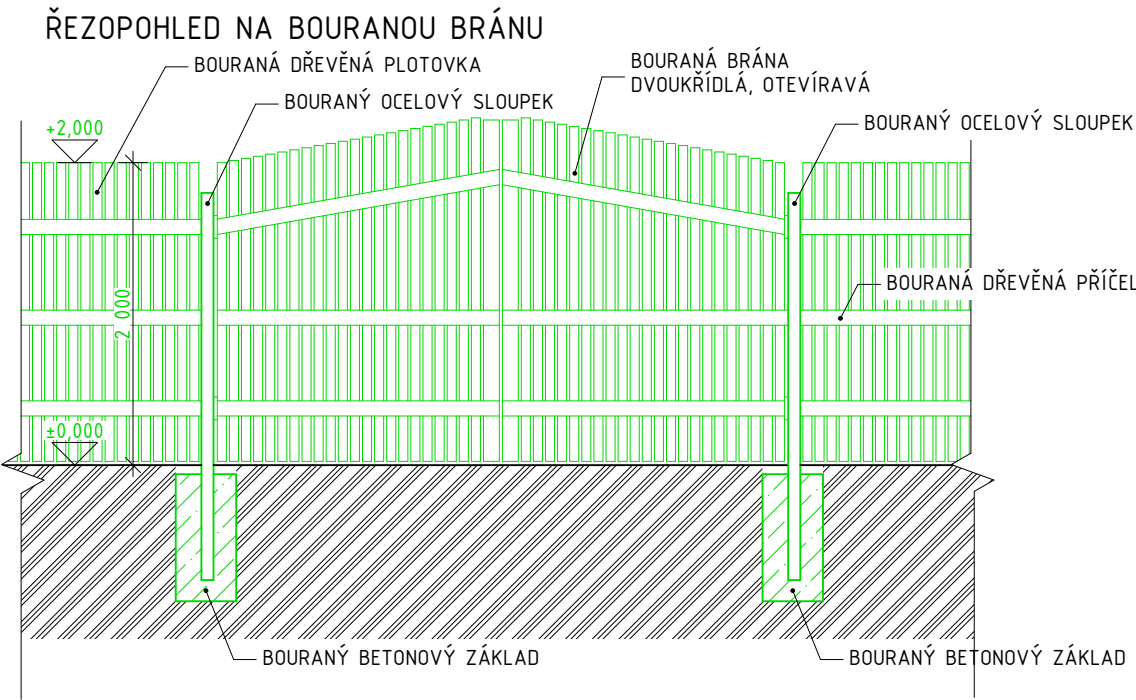 ŘEZOPOHLED NA BOURANOU BRÁNU
BOURANÁ DŘEVĚNÁ PLOTOVKA
BOURANÝ OCELOVÝ SLOUPEK
BOURANÁ BRÁNA
DVOUKŘÍDLÁ, OTEVÍRAVÁ
BOURANÝ OCELOVÝ SLOUPEK
+2,000
BOURANÁ DŘEVĚNÁ PŘÍČEL
2 000
±0,000
BOURANÝ BETONOVÝ ZÁKLAD
BOURANÝ BETONOVÝ ZÁKLAD